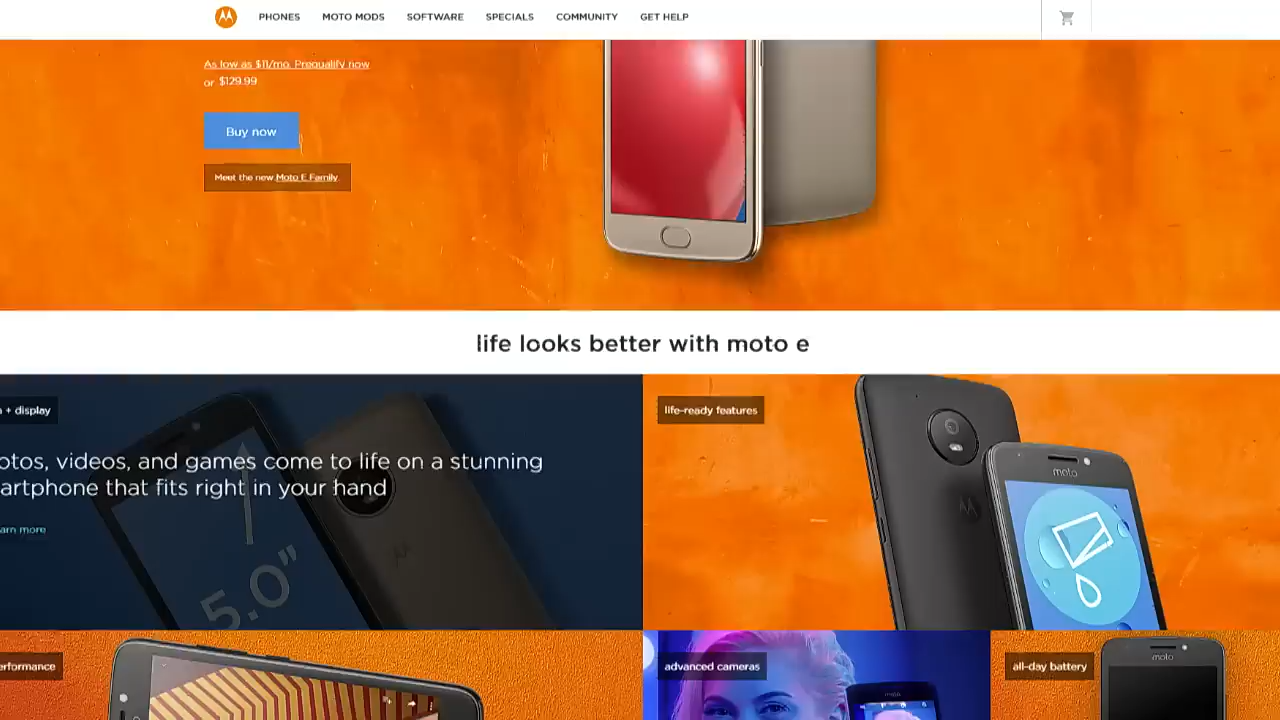 PHONES MOTO MODS SOFTWARE SPECIALS COMMUNITY GET HELP
As low as $11/mo. Prequalify now
or $129.99
Buy now
Meet the new Moto E Family.
life looks better with moto e
+ display
life-ready features
otos, videos, and games come to life on a stunning
artphone that fits right in your hand
arn more
5.0"
moto
erformance
advanced cameras
all-day battery
moto
moto